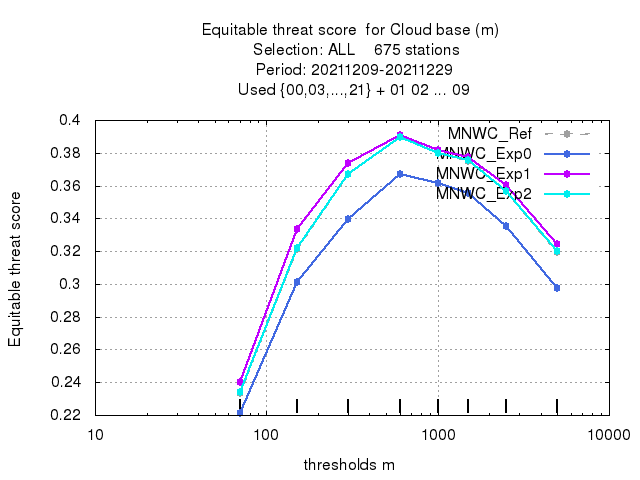 Equitable threat score  for Cloud base (m)
Selection: ALL    675 stations
Period: 20211209-20211229
Used {00,03,...,21} + 01 02 ... 09
Equitable threat score
0.4
0.38
0.36
0.34
0.32
0.3
0.28
0.26
0.24
0.22
MNWC_Ref
MNWC_Exp0
MNWC_Exp1
MNWC_Exp2
10
100
1000
10000
thresholds m